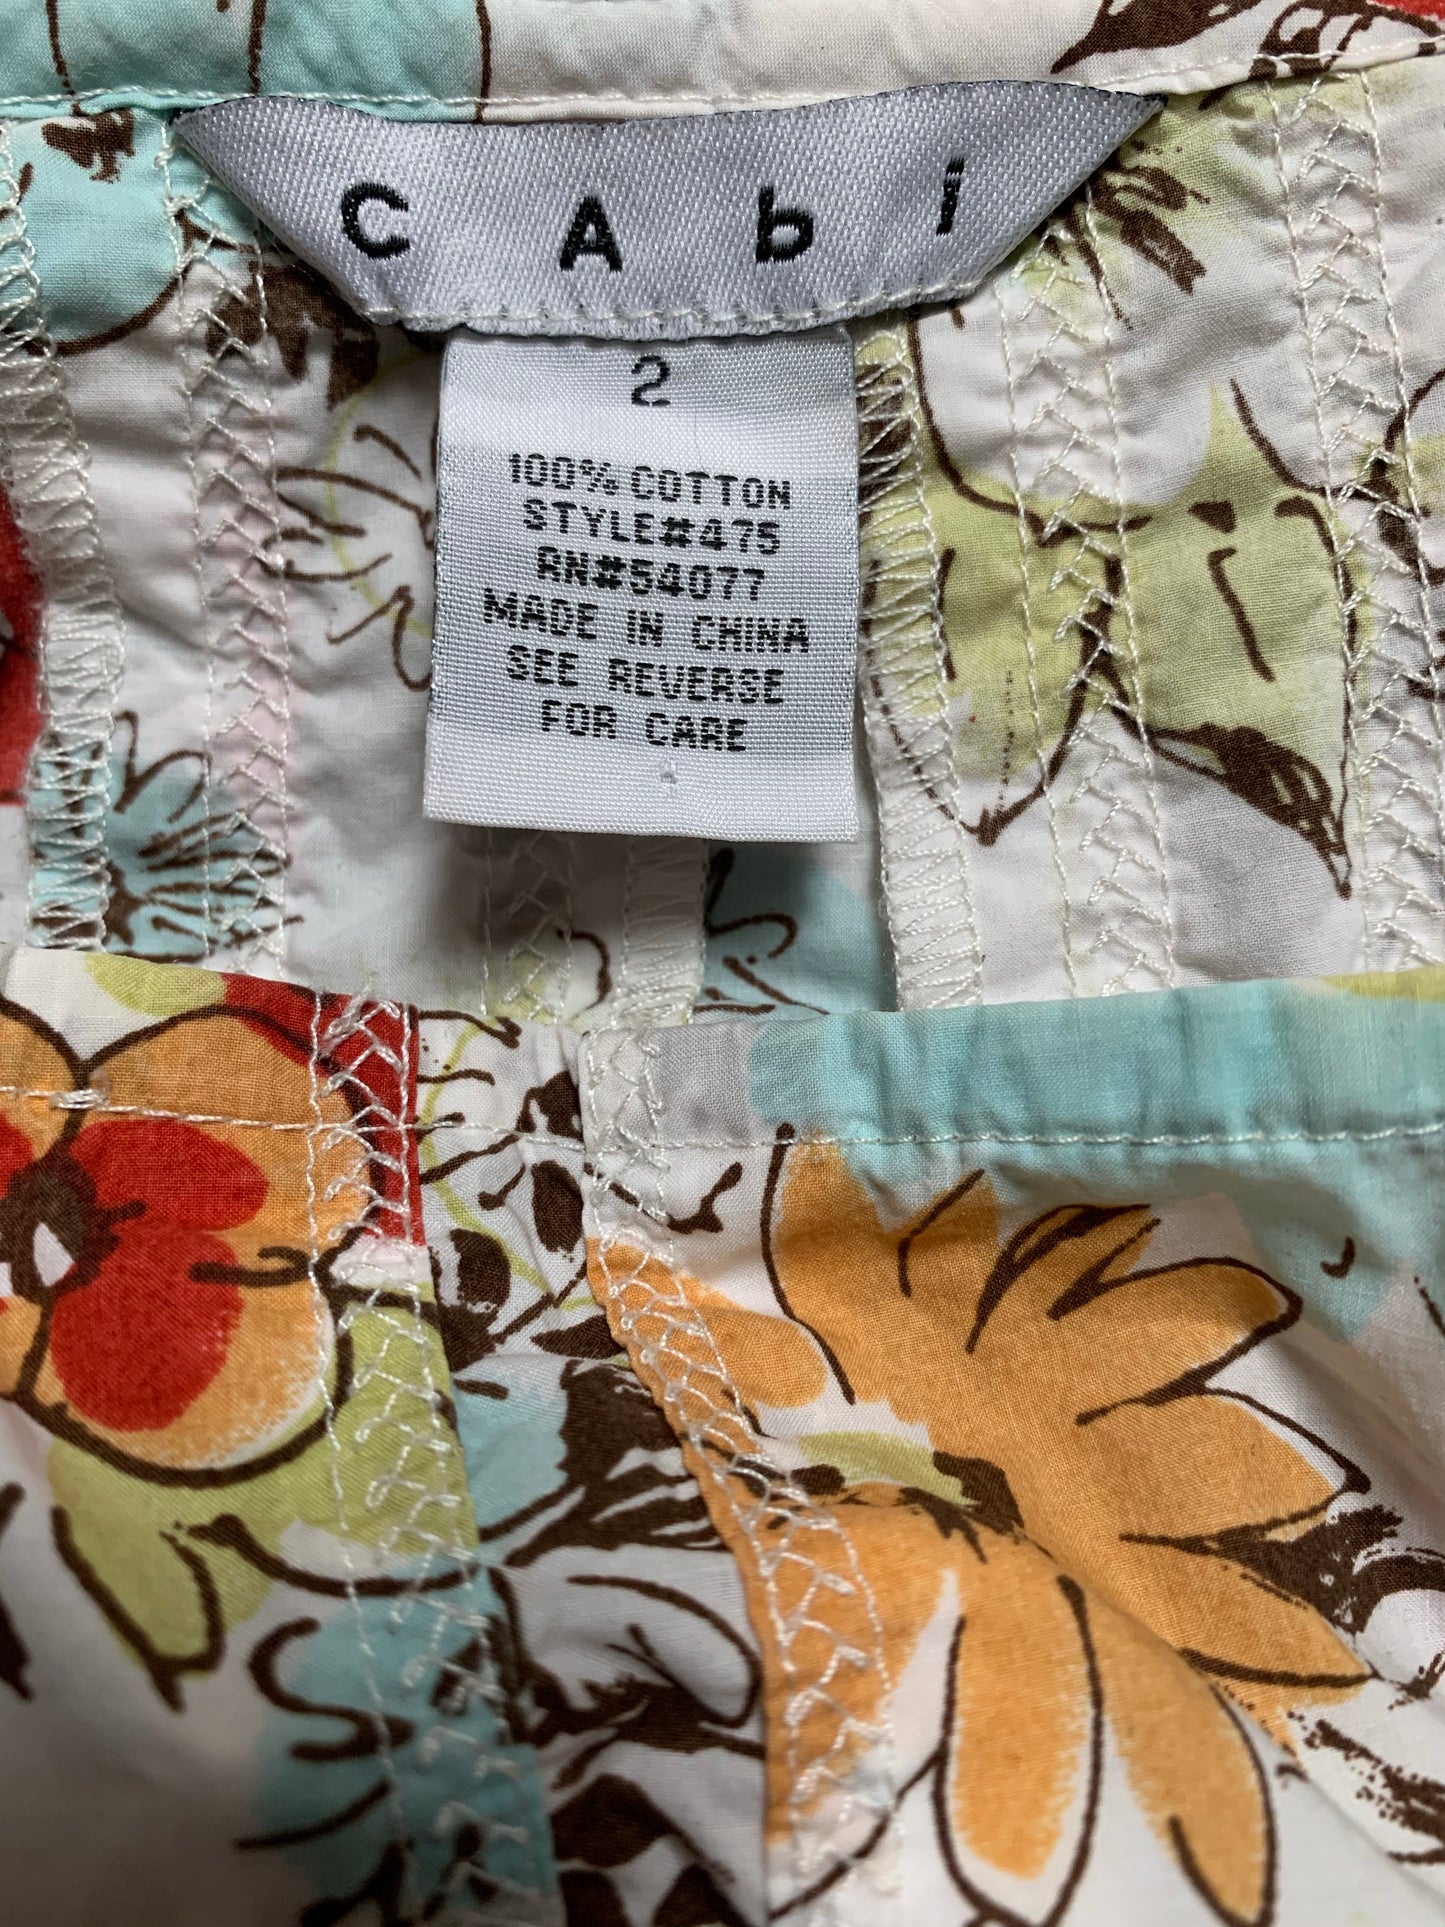 CAbi
2
100% COTTON
STYLE#475
RN#54077
MADE IN CHINA
SEE REVERSE
FOR CARE